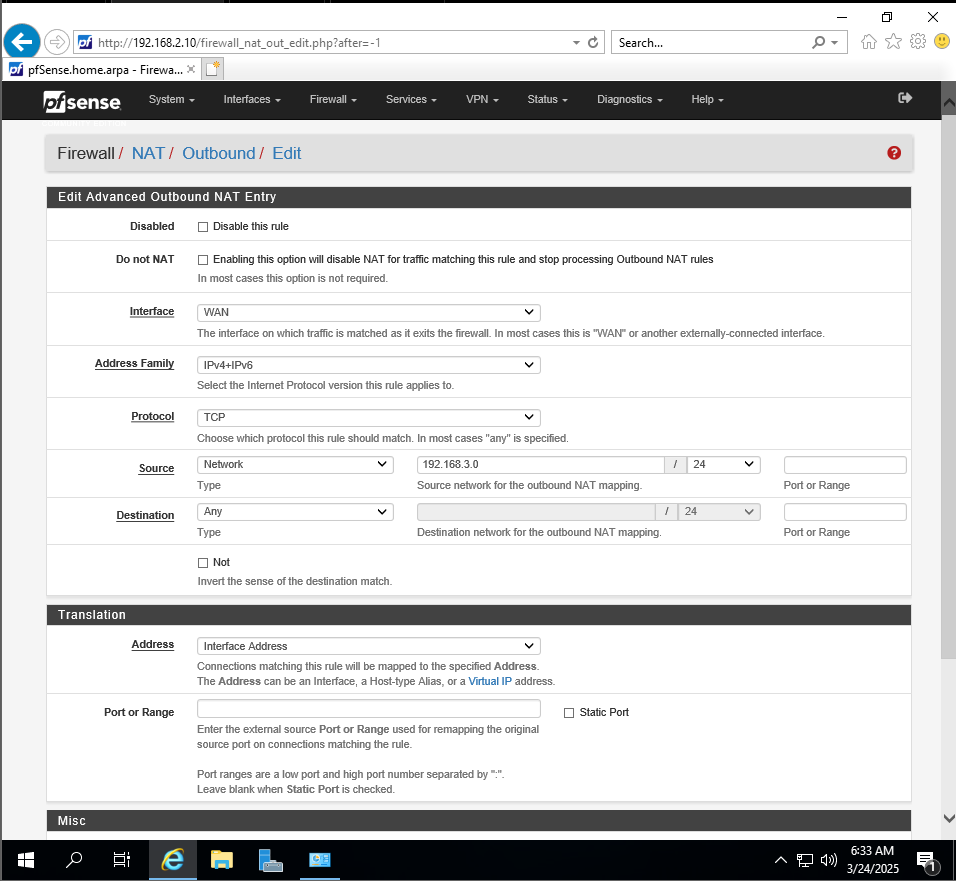 http://192.168.2.10/firewall_nat_out_edit.php?after=-1
Search...
pfSense.home.arpa - Firewa...
pfsense System Interfaces Firewall Services VPN Status Diagnostics Help
Firewall / NAT / Outbound / Edit
Edit Advanced Outbound NAT Entry
Disabled Disable this rule
Do not NAT Enabling this option will disable NAT for traffic matching this rule and stop processing Outbound NAT rules
In most cases this option is not required.
Interface WAN
The interface on which traffic is matched as it exits the firewall. In most cases this is "WAN" or another externally-connected interface.
Address Family IPv4+IPv6
Select the Internet Protocol version this rule applies to.
Protocol TCP
Choose which protocol this rule should match. In most cases "any" is specified.
Source Network 192.168.3.0 / 24
Type Source network for the outbound NAT mapping. Port or Range
Destination Any / 24
Type Destination network for the outbound NAT mapping. Port or Range
Not
Invert the sense of the destination match.
Translation
Address Interface Address
Connections matching this rule will be mapped to the specified Address.
The Address can be an Interface, a Host-type Alias, or a Virtual IP address.
Port or Range Static Port
Enter the external source Port or Range used for remapping the original
source port on connections matching the rule.
Port ranges are a low port and high port number separated by ":".
Leave blank when Static Port is checked.
Misc
6:33 AM
3/24/2025
1